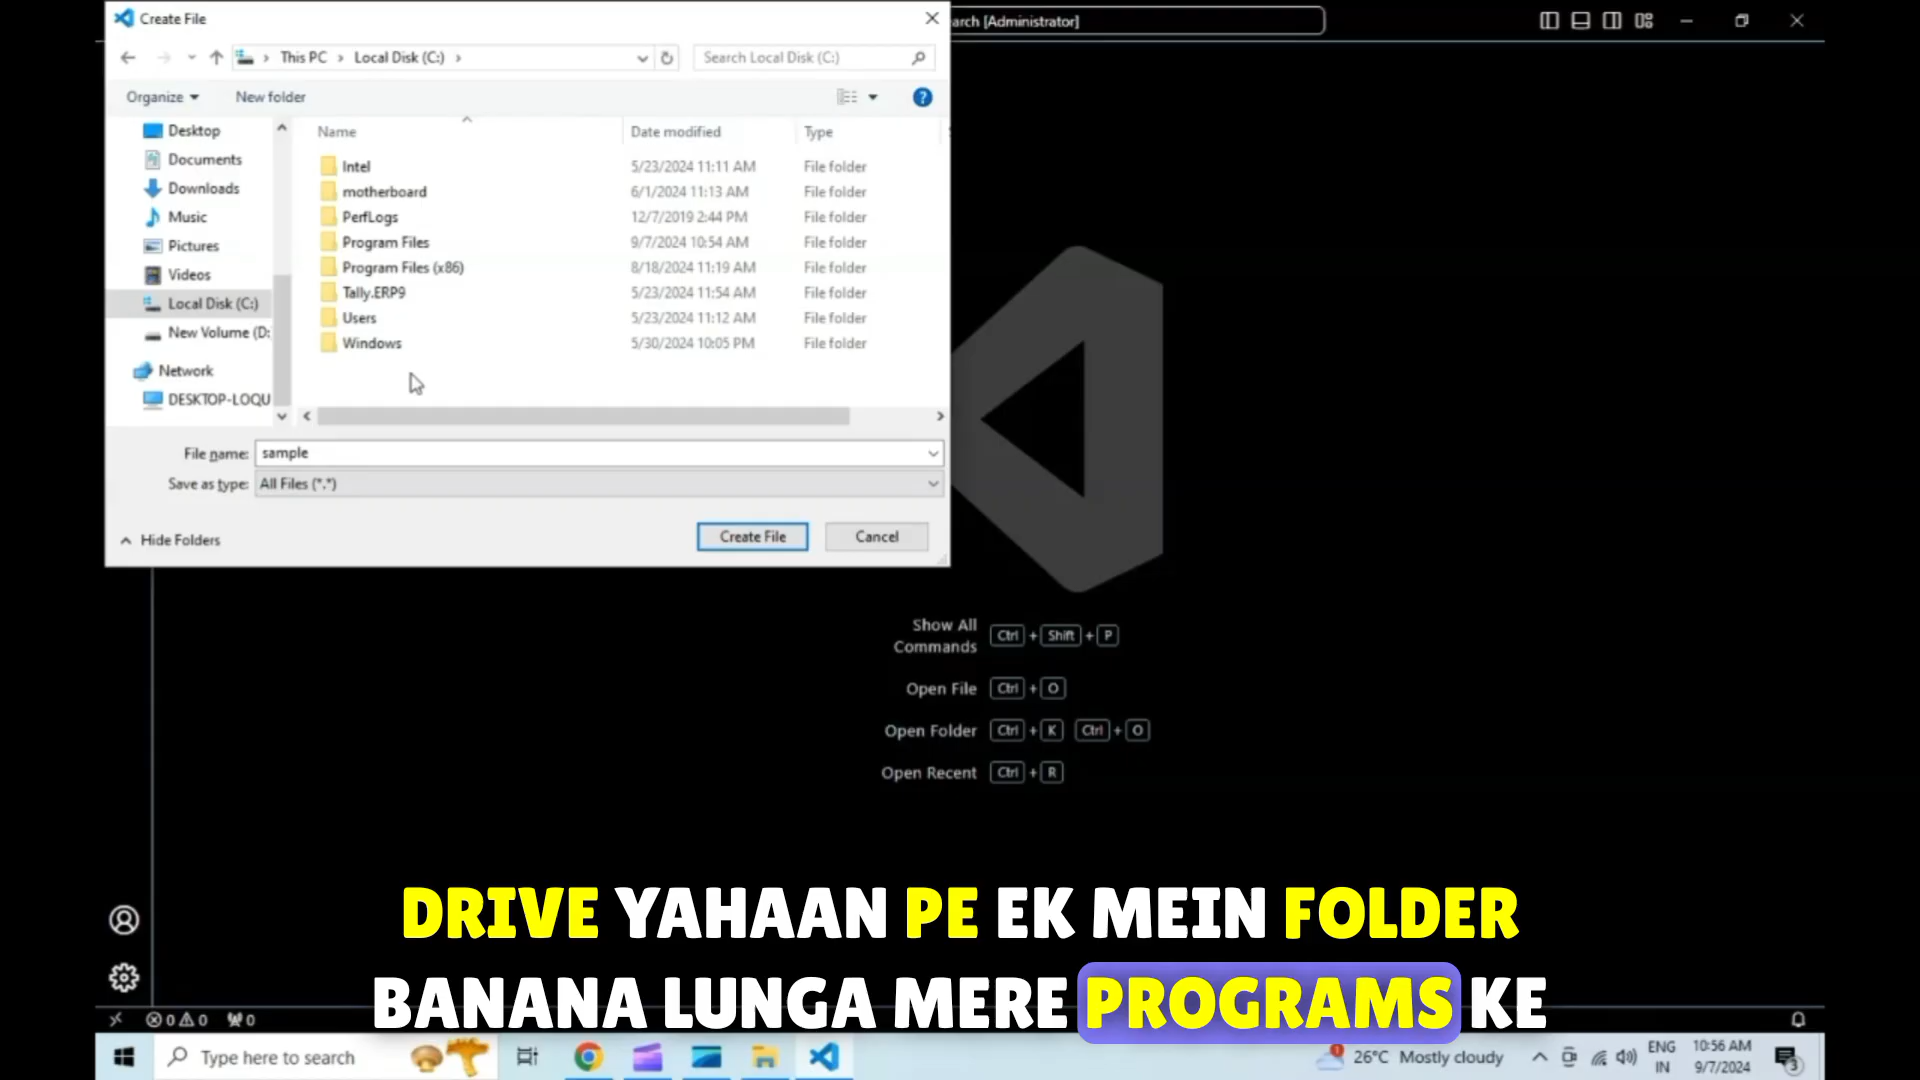 Create File
arch [Administrator]
This PC > Local Disk (C:) >
Search Local Disk (C:)
Organize
New folder
Name
Date modified
Type
Desktop
Documents
Downloads
Music
Pictures
Videos
Local Disk (C:)
New Volume (D:
Network
DESKTOP-LOQU
Intel 5/23/2024 11:11 AM File folder
motherboard 6/1/2024 11:13 AM File folder
PerfLogs 12/7/2019 2:44 PM File folder
Program Files 9/7/2024 10:54 AM File folder
Program Files (x86) 8/18/2024 11:19 AM File folder
Tally.ERP9 5/23/2024 11:54 AM File folder
Users 5/23/2024 11:12 AM File folder
Windows 5/30/2024 10:05 PM File folder
File name: sample
Save as type: All Files (*.*)
Hide Folders
Create File
Cancel
Show All
Commands Ctrl + Shift + P
Open File Ctrl + O
Open Folder Ctrl + K Ctrl + O
Open Recent Ctrl + R
DRIVE YAHAAN PE EK MEIN FOLDER
BANANA LUNGA MERE PROGRAMS KE
0 0 0
Type here to search
1
26°C Mostly cloudy
ENG
IN
10:56 AM
9/7/2024
3